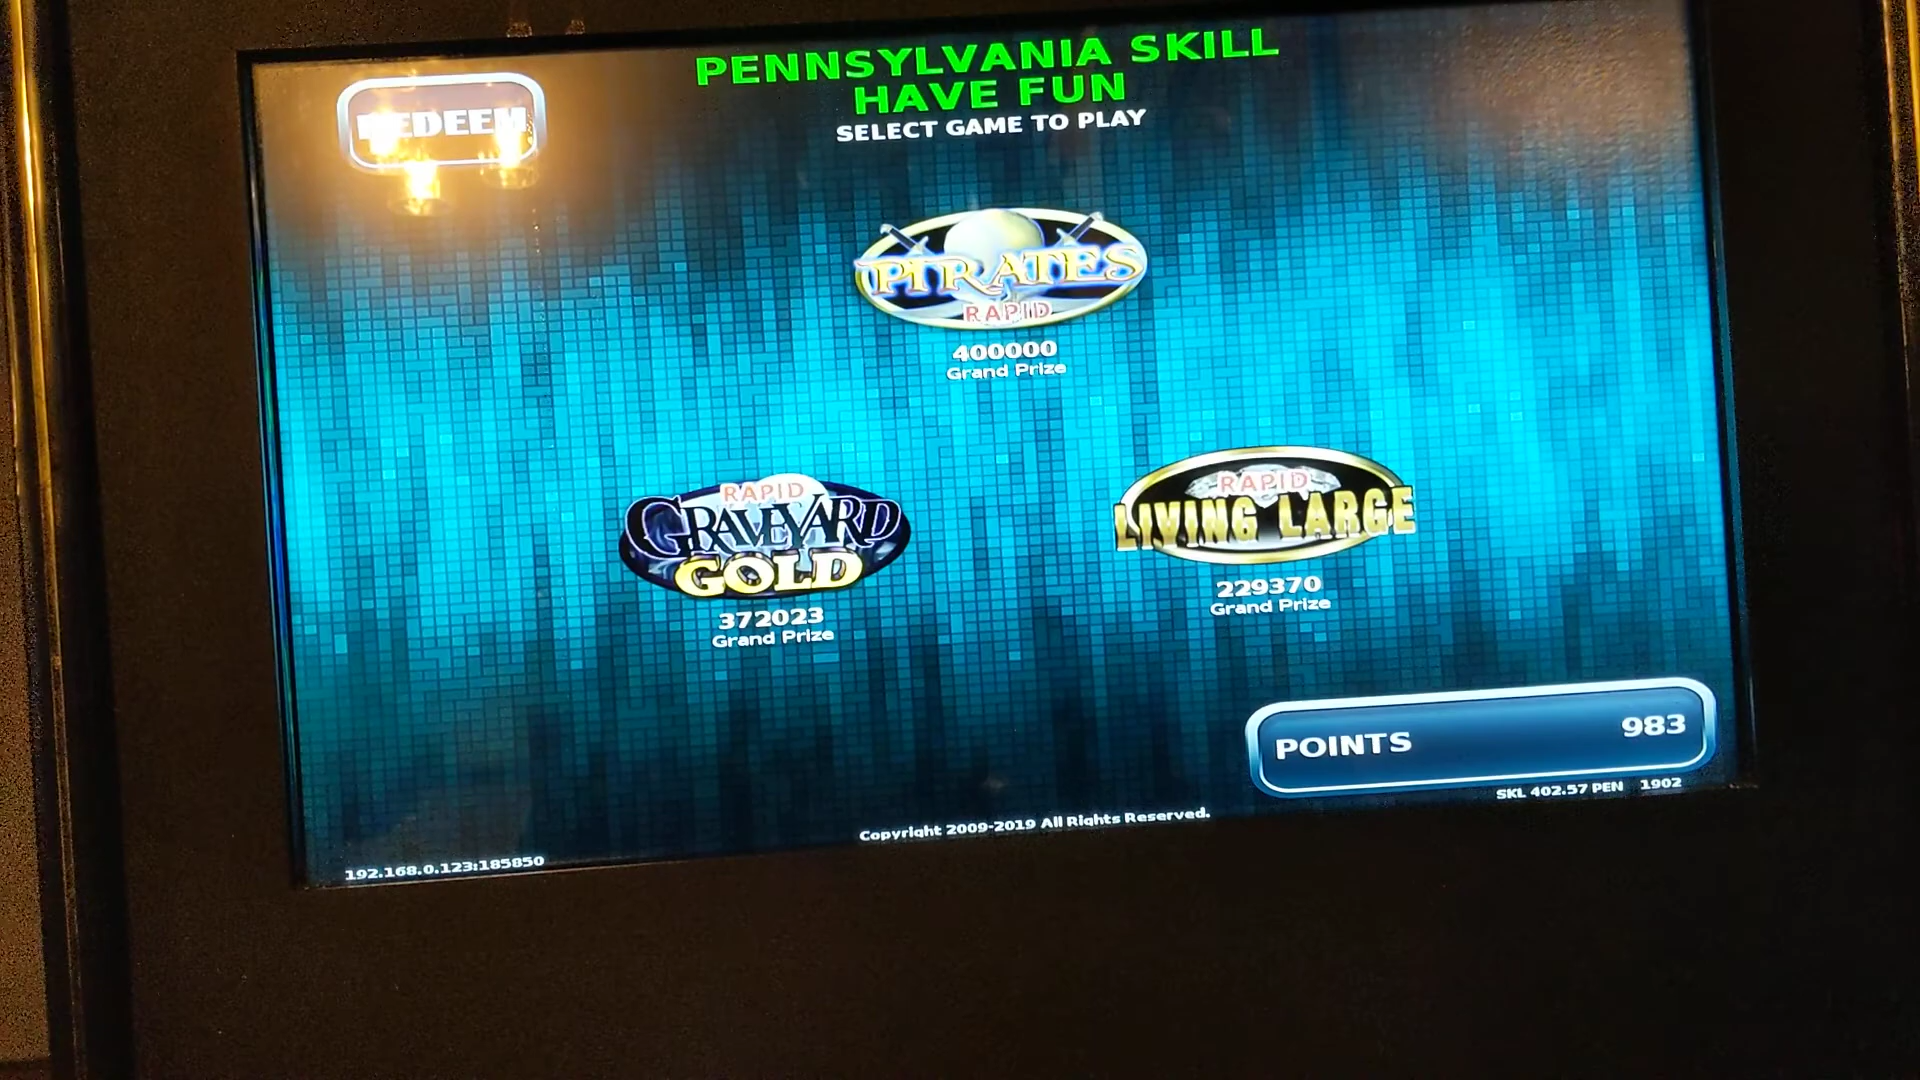 PENNSYLVANIA SKILL
HAVE FUN
SELECT GAME TO PLAY
REDEEM
PIRATES
RAPID
400000
Grand Prize
RAPID
GRAVEYARD
GOLD
372023
Grand Prize
RAPID
LIVING LARGE
229370
Grand Prize
POINTS 983
SKL 402.57 PEN 1902
Copyright 2009-2019 All Rights Reserved.
192.168.0.123:185850